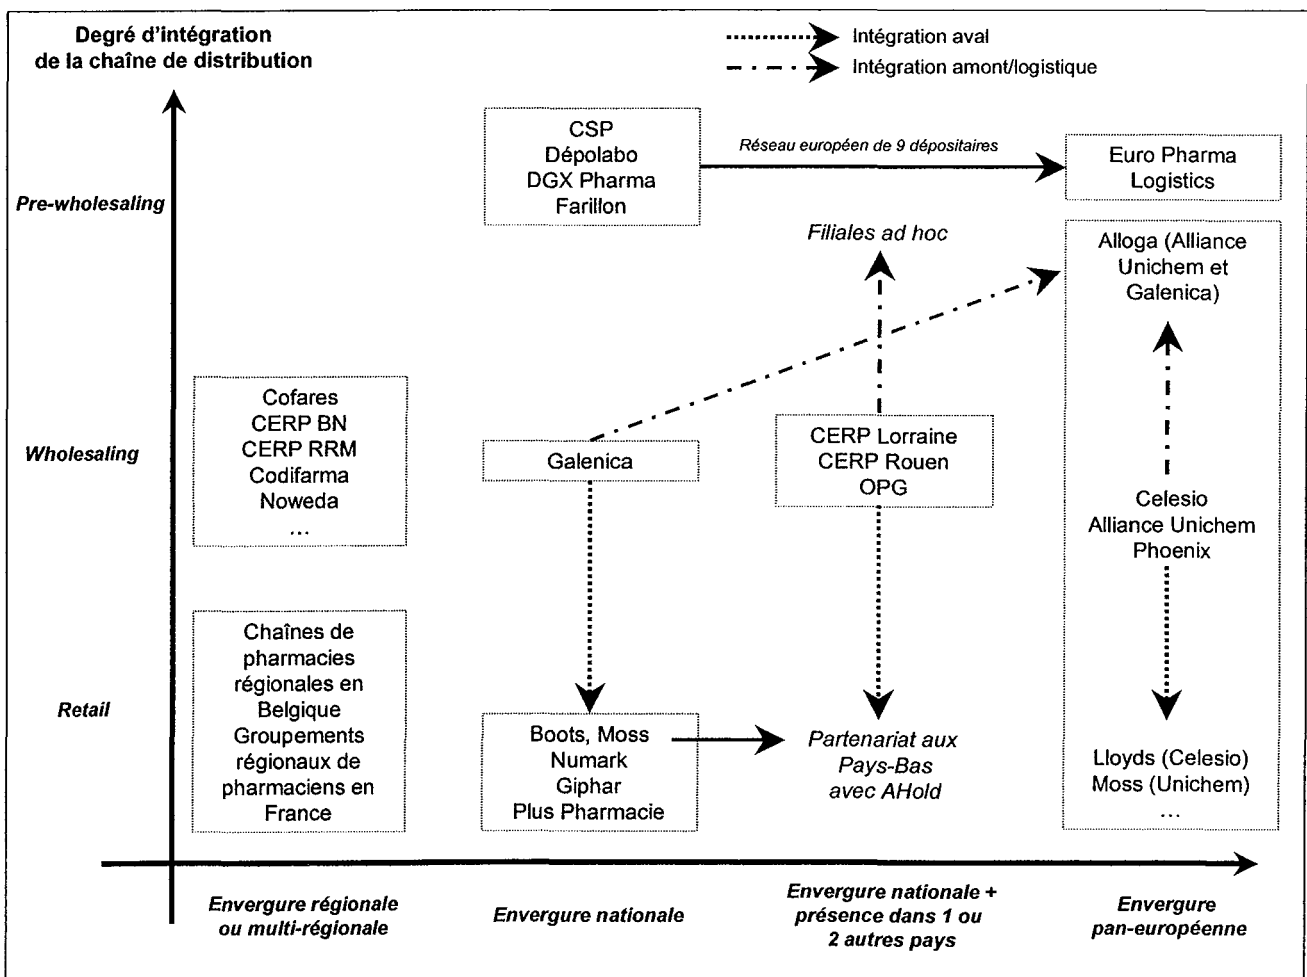 Degré d'intégration
de la chaîne de distribution
Intégration aval
Intégration amont/logistique
Pre-wholesaling
CSP
Dépolabo
DGX Pharma
Farillon
Réseau européen de 9 dépositaires
Euro Pharma
Logistics
Filiales ad hoc
Alloga (Alliance
Unichem et
Galenica)
Wholesaling
Cofares
CERP BN
CERP RRM
Codifarma
Noweda
...
Galenica
CERP Lorraine
CERP Rouen
OPG
Celesio
Alliance Unichem
Phoenix
Retail
Chaînes de
pharmacies
régionales en
Belgique
Groupements
régionaux de
pharmaciens en
France
Boots, Moss
Numark
Giphar
Plus Pharmacie
Partenariat aux
Pays-Bas
avec AHold
Lloyds (Celesio)
Moss (Unichem)
...
Envergure régionale
ou multi-régionale
Envergure nationale
Envergure nationale +
présence dans 1 ou
2 autres pays
Envergure
pan-européenne